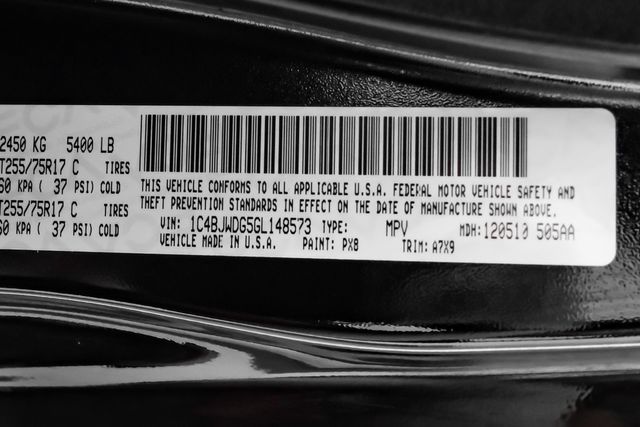 2450 KG 5400 LB
T255/75R17 C TIRES
60 KPA ( 37 PSI) COLD
T255/75R17 C TIRES
60 KPA ( 37 PSI) COLD
THIS VEHICLE CONFORMS TO ALL APPLICABLE U.S.A. FEDERAL MOTOR VEHICLE SAFETY AND
THEFT PREVENTION STANDARDS IN EFFECT ON THE DATE OF MANUFACTURE SHOWN ABOVE.
VIN: 1C4BJWDG5GL148573 TYPE: MPV MDH: 120510 505AA
VEHICLE MADE IN U.S.A. PAINT: PX8 TRIM: A7X9